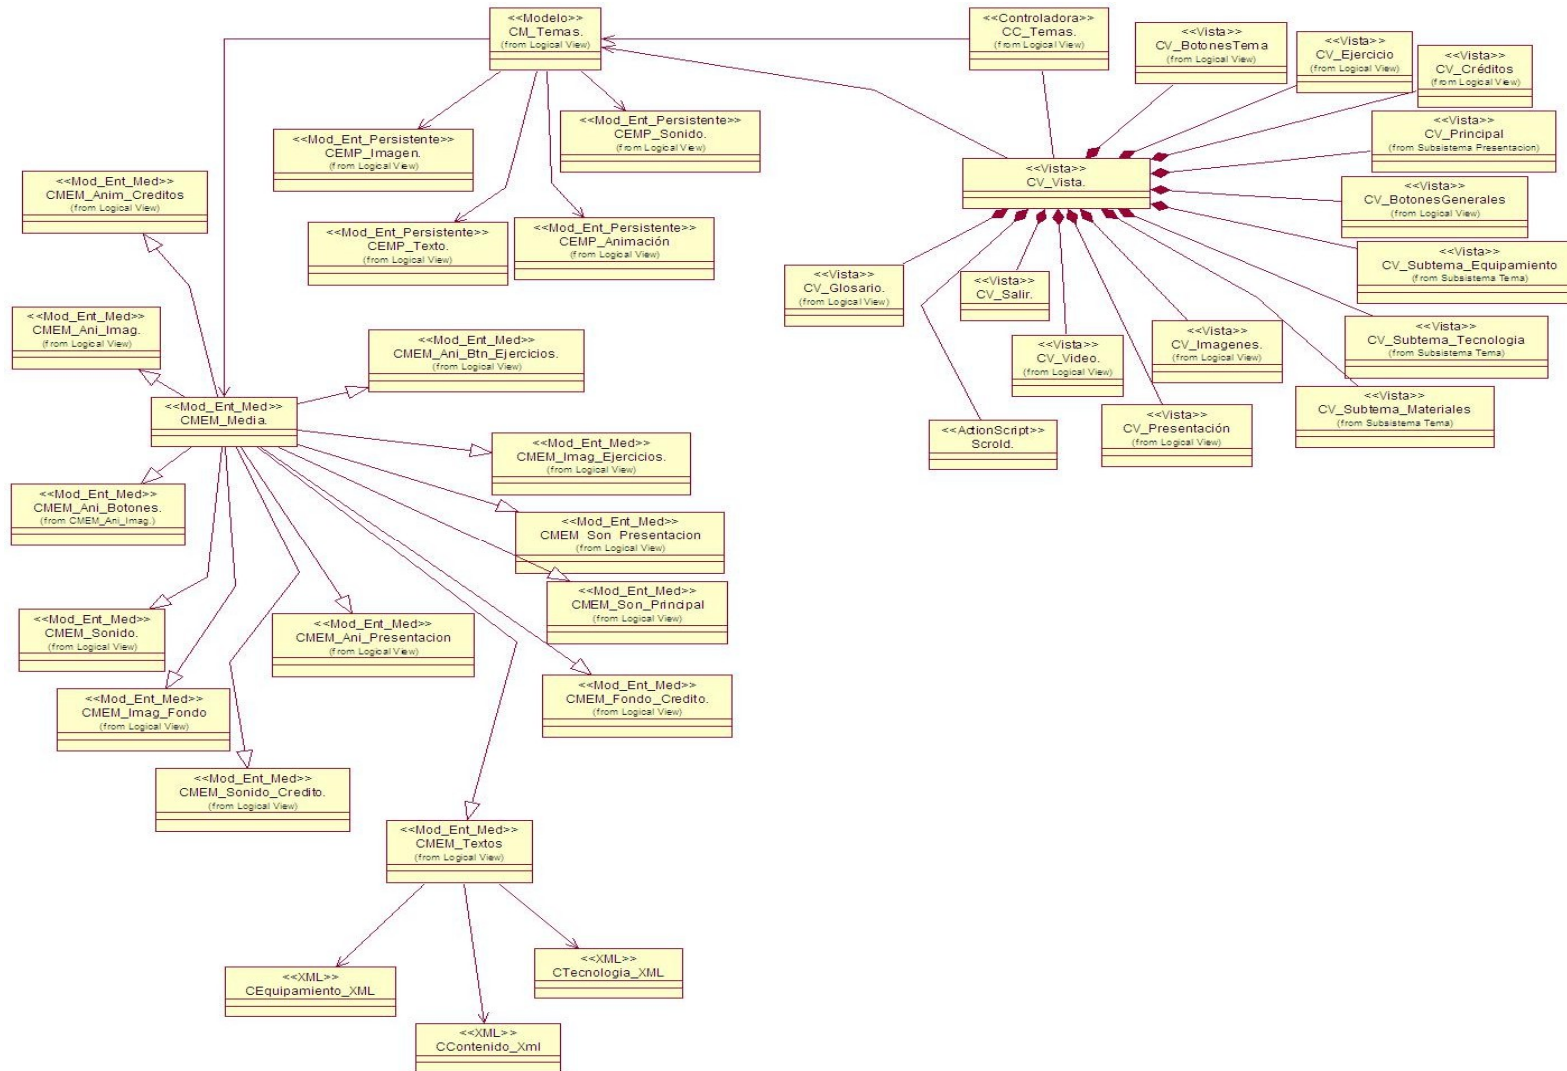 <<Modelo>>
CM_Temas.
(from Logical View)
<<Controladora>>
CC_Temas.
(from Logical View)
<<Vista>>
CV_BotonesTema
(from Logical View)
<<Vista>>
CV_Ejercicio
(from Logical View)
<<Vista>>
CV_Créditos
(from Logical View)
<<Vista>>
CV_Principal
(from Subsistema Presentacion)
<<Mod_Ent_Persistente>>
CEMP_Imagen.
(from Logical View)
<<Mod_Ent_Persistente>>
CEMP_Sonido.
(from Logical View)
<<Vista>>
CV_Vista.
<<Mod_Ent_Med>>
CMEM_Anim_Creditos
(from Logical View)
<<Vista>>
CV_BotonesGenerales
(from Logical View)
<<Mod_Ent_Persistente>>
CEMP_Texto.
(from Logical View)
<<Mod_Ent_Persistente>>
CEMP_Animación
(from Logical View)
<<Vista>>
CV_Subtema_Equipamiento
(from Subsistema Tema)
<<Vista>>
CV_Glosario.
(from Logical View)
<<Vista>>
CV_Salir.
<<Mod_Ent_Med>>
CMEM_Ani_Imag.
(from Logical View)
<<Mod_Ent_Med>>
CMEM_Ani_Btn_Ejercicios.
(from Logical View)
<<Vista>>
CV_Video.
(from Logical View)
<<Vista>>
CV_Imagenes.
(from Logical View)
<<Vista>>
CV_Subtema_Tecnologia
(from Subsistema Tema)
<<Mod_Ent_Med>>
CMEM_Media.
<<Vista>>
CV_Subtema_Materiales
(from Subsistema Tema)
<<ActionScript>>
Scrold.
<<Vista>>
CV_Presentación
(from Logical View)
<<Mod_Ent_Med>>
CMEM_Imag_Ejercicios.
(from Logical View)
<<Mod_Ent_Med>>
CMEM_Ani_Botones.
(from CMEM_Ani_Imag.)
<<Mod_Ent_Med>>
CMEM_Son_Presentacion
(from Logical View)
<<Mod_Ent_Med>>
CMEM_Son_Principal
(from Logical View)
<<Mod_Ent_Med>>
CMEM_Sonido.
(from Logical View)
<<Mod_Ent_Med>>
CMEM_Ani_Presentacion
(from Logical View)
<<Mod_Ent_Med>>
CMEM_Imag_Fondo
(from Logical View)
<<Mod_Ent_Med>>
CMEM_Fondo_Credito.
(from Logical View)
<<Mod_Ent_Med>>
CMEM_Sonido_Credito.
(from Logical View)
<<Mod_Ent_Med>>
CMEM_Textos
(from Logical View)
<<XML>>
CEquipamiento_XML
<<XML>>
CTecnologia_XML
<<XML>>
CContenido_Xml